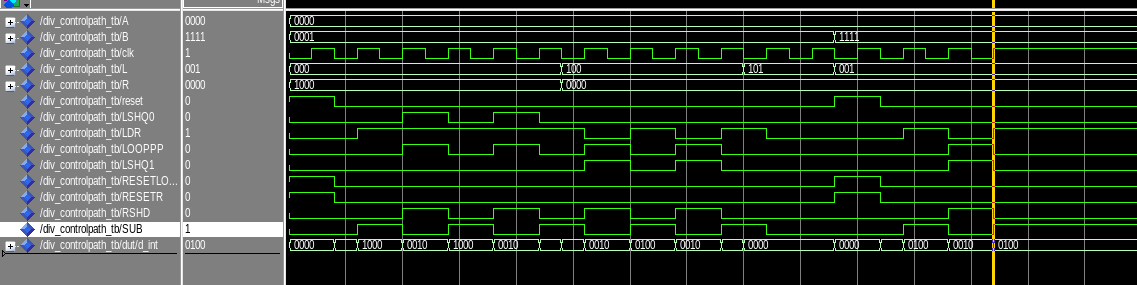 Msgs
/div_controlpath_tb/A 0000 0000
/div_controlpath_tb/B 1111 0001 1111
/div_controlpath_tb/clk 1
/div_controlpath_tb/L 001 000 100 101 001
/div_controlpath_tb/R 0000 1000 0000
/div_controlpath_tb/reset 0
/div_controlpath_tb/LSHQ0 0
/div_controlpath_tb/LDR 1
/div_controlpath_tb/LOOPPP 0
/div_controlpath_tb/LSHQ1 0
/div_controlpath_tb/RESETLO... 0
/div_controlpath_tb/RESETR 0
/div_controlpath_tb/RSHD 0
/div_controlpath_tb/SUB 1
/div_controlpath_tb/dut/d_int 0100 0000 1000 0010 1000 0010 0010 0100 0010 0000 0000 0100 0010 0100